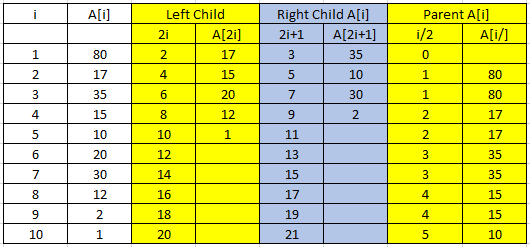 i A[i] Left Child Right Child A[i] Parent A[i]
2i A[2i] 2i+1 A[2i+1] i/2 A[i/]
1 80 2 17 3 35 0
2 17 4 15 5 10 1 80
3 35 6 20 7 30 1 80
4 15 8 12 9 2 2 17
5 10 10 1 11 2 17
6 20 12 13 3 35
7 30 14 15 3 35
8 12 16 17 4 15
9 2 18 19 4 15
10 1 20 21 5 10